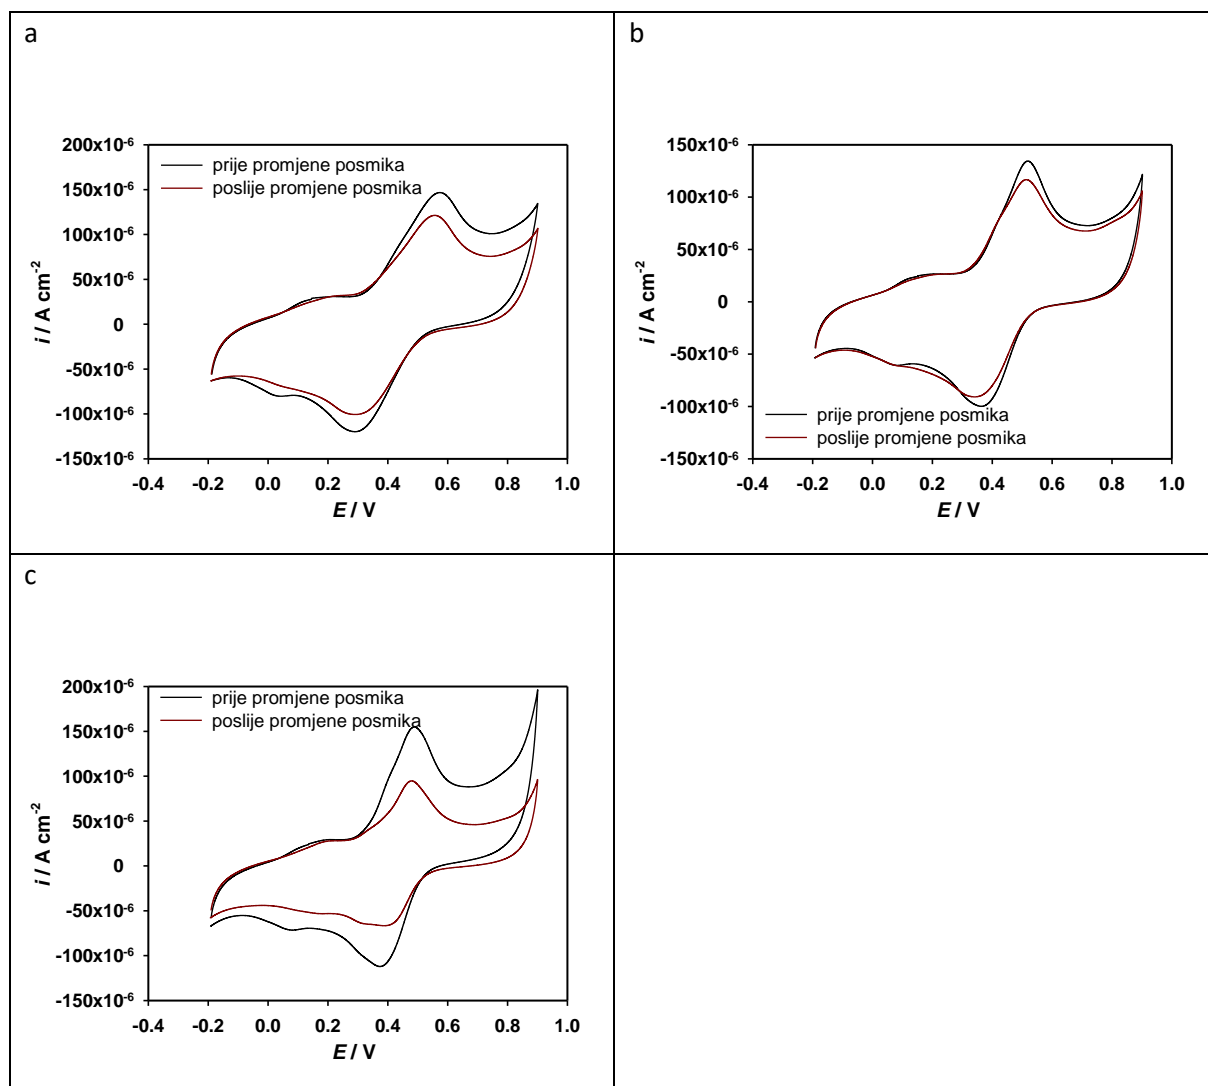 a
200x10⁻⁶
150x10⁻⁶
100x10⁻⁶
50x10⁻⁶
0
-50x10⁻⁶
-100x10⁻⁶
-150x10⁻⁶
i / A cm⁻²
prije promjene posmika
poslije promjene posmika
-0.4 -0.2 0.0 0.2 0.4 0.6 0.8 1.0
E / V
b
150x10⁻⁶
100x10⁻⁶
50x10⁻⁶
0
-50x10⁻⁶
-100x10⁻⁶
-150x10⁻⁶
i / A cm⁻²
prije promjene posmika
poslije promjene posmika
-0.4 -0.2 0.0 0.2 0.4 0.6 0.8 1.0
E / V
c
200x10⁻⁶
150x10⁻⁶
100x10⁻⁶
50x10⁻⁶
0
-50x10⁻⁶
-100x10⁻⁶
-150x10⁻⁶
i / A cm⁻²
prije promjene posmika
poslije promjene posmika
-0.4 -0.2 0.0 0.2 0.4 0.6 0.8 1.0
E / V